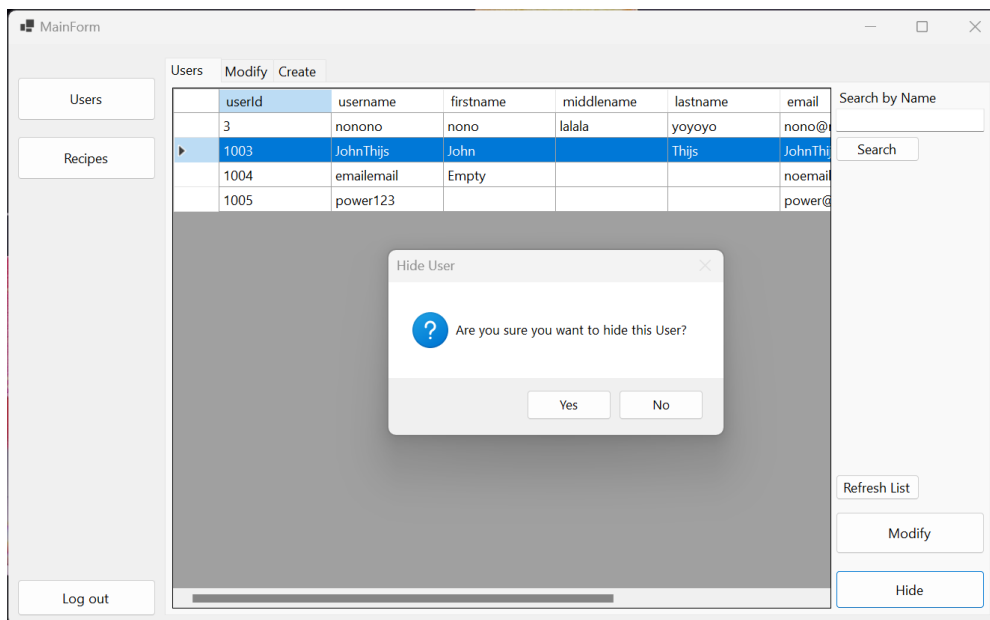 MainForm
Users Modify Create
Users
Recipes
Log out
userId username firstname middlename lastname email
3 nonono nono lalala yoyoyo
1003 JohnThijs John Thijs
1004 emailemail Empty
1005 power123
Hide User
? Are you sure you want to hide this User?
Yes No
Search by Name
Search
Refresh List
Modify
Hide